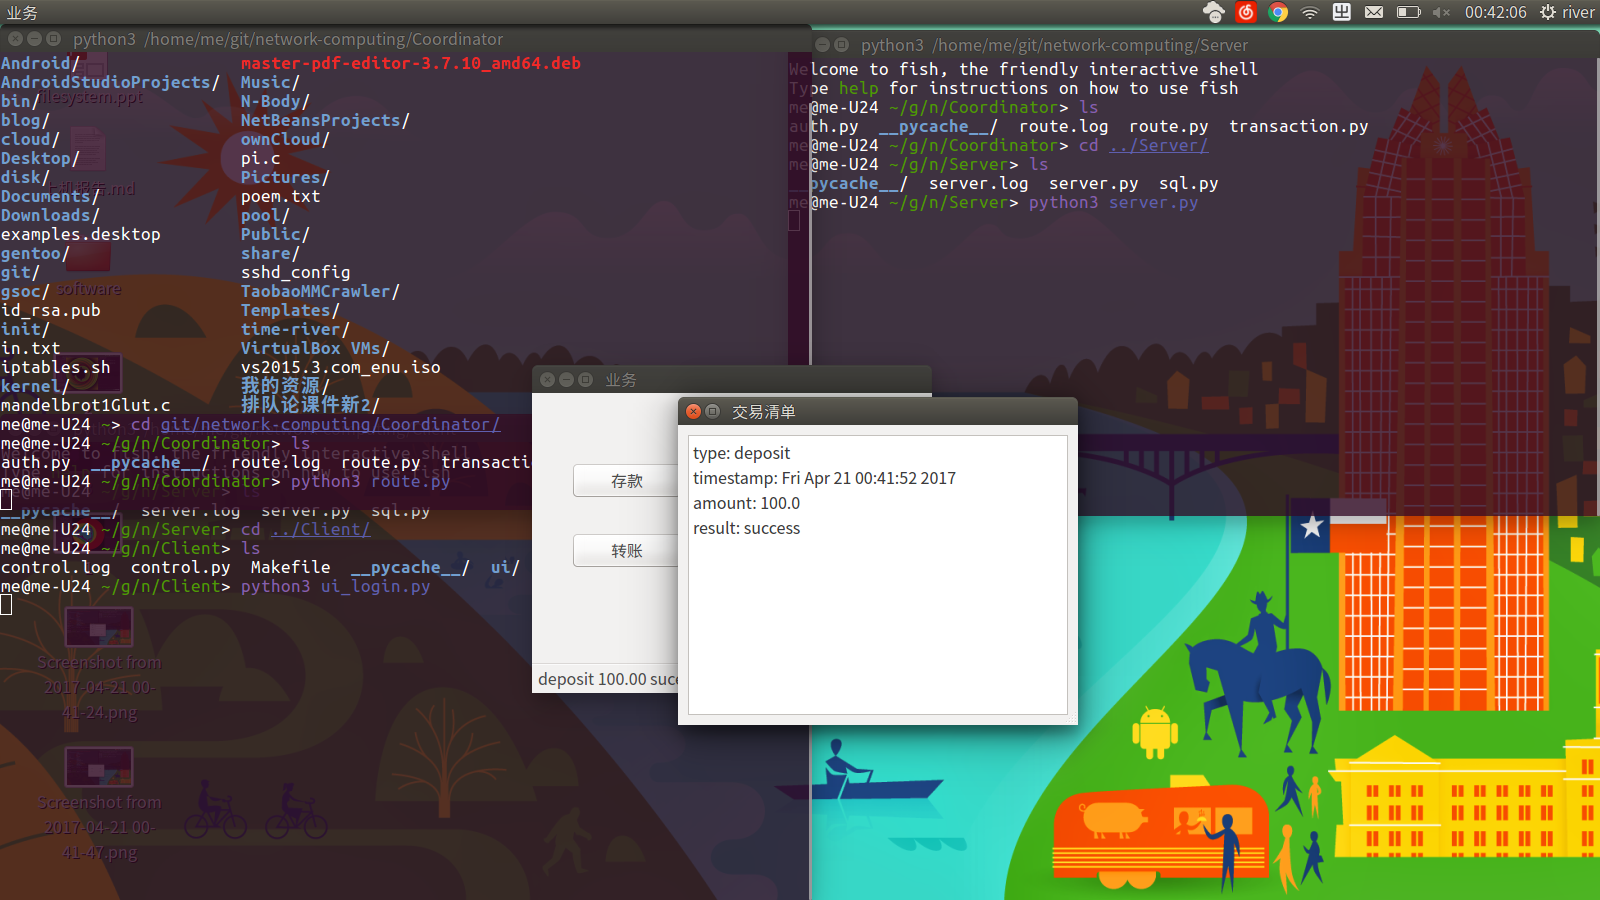 业务
00:42:06
river
python3 /home/me/git/network-computing/Coordinator
Android/ master-pdf-editor-3.7.10_amd64.deb
AndroidStudioProjects/ Music/
bin/ N-Body/
blog/ NetBeansProjects/
cloud/ ownCloud/
Desktop/ pi.c
disk/ Pictures/
Documents/ poem.txt
Downloads/ pool/
examples.desktop Public/
gentoo/ share/
git/ sshd_config
gsoc/ TaobaoMMCrawler/
id_rsa.pub Templates/
init/ time-river/
in.txt VirtualBox VMs/
iptables.sh vs2015.3.com_enu.iso
kernel/ 我的资源/
mandelbrot1Glut.c 排队论课件新2/
me@me-U24 ~> cd git/network-computing/Coordinator/
me@me-U24 ~/g/n/Coordinator> ls
auth.py __pycache__/ route.log route.py transacti
me@me-U24 ~/g/n/Coordinator> python3 route.py
__pycache__/ server.log server.py sql.py
me@me-U24 ~/g/n/Server> cd ../Client/
me@me-U24 ~/g/n/Client> ls
control.log control.py Makefile __pycache__/ ui/
me@me-U24 ~/g/n/Client> python3 ui_login.py
filesystem.ppt
software
Screenshot from
2017-04-21 00-
41-24.png
Screenshot from
2017-04-21 00-
41-47.png
python3 /home/me/git/network-computing/Server
Welcome to fish, the friendly interactive shell
Type help for instructions on how to use fish
me@me-U24 ~/g/n/Coordinator> ls
auth.py __pycache__/ route.log route.py transaction.py
me@me-U24 ~/g/n/Coordinator> cd ../Server/
me@me-U24 ~/g/n/Server> ls
__pycache__/ server.log server.py sql.py
me@me-U24 ~/g/n/Server> python3 server.py
业务
存款
转账
deposit 100.00 suce
交易清单
type: deposit
timestamp: Fri Apr 21 00:41:52 2017
amount: 100.0
result: success